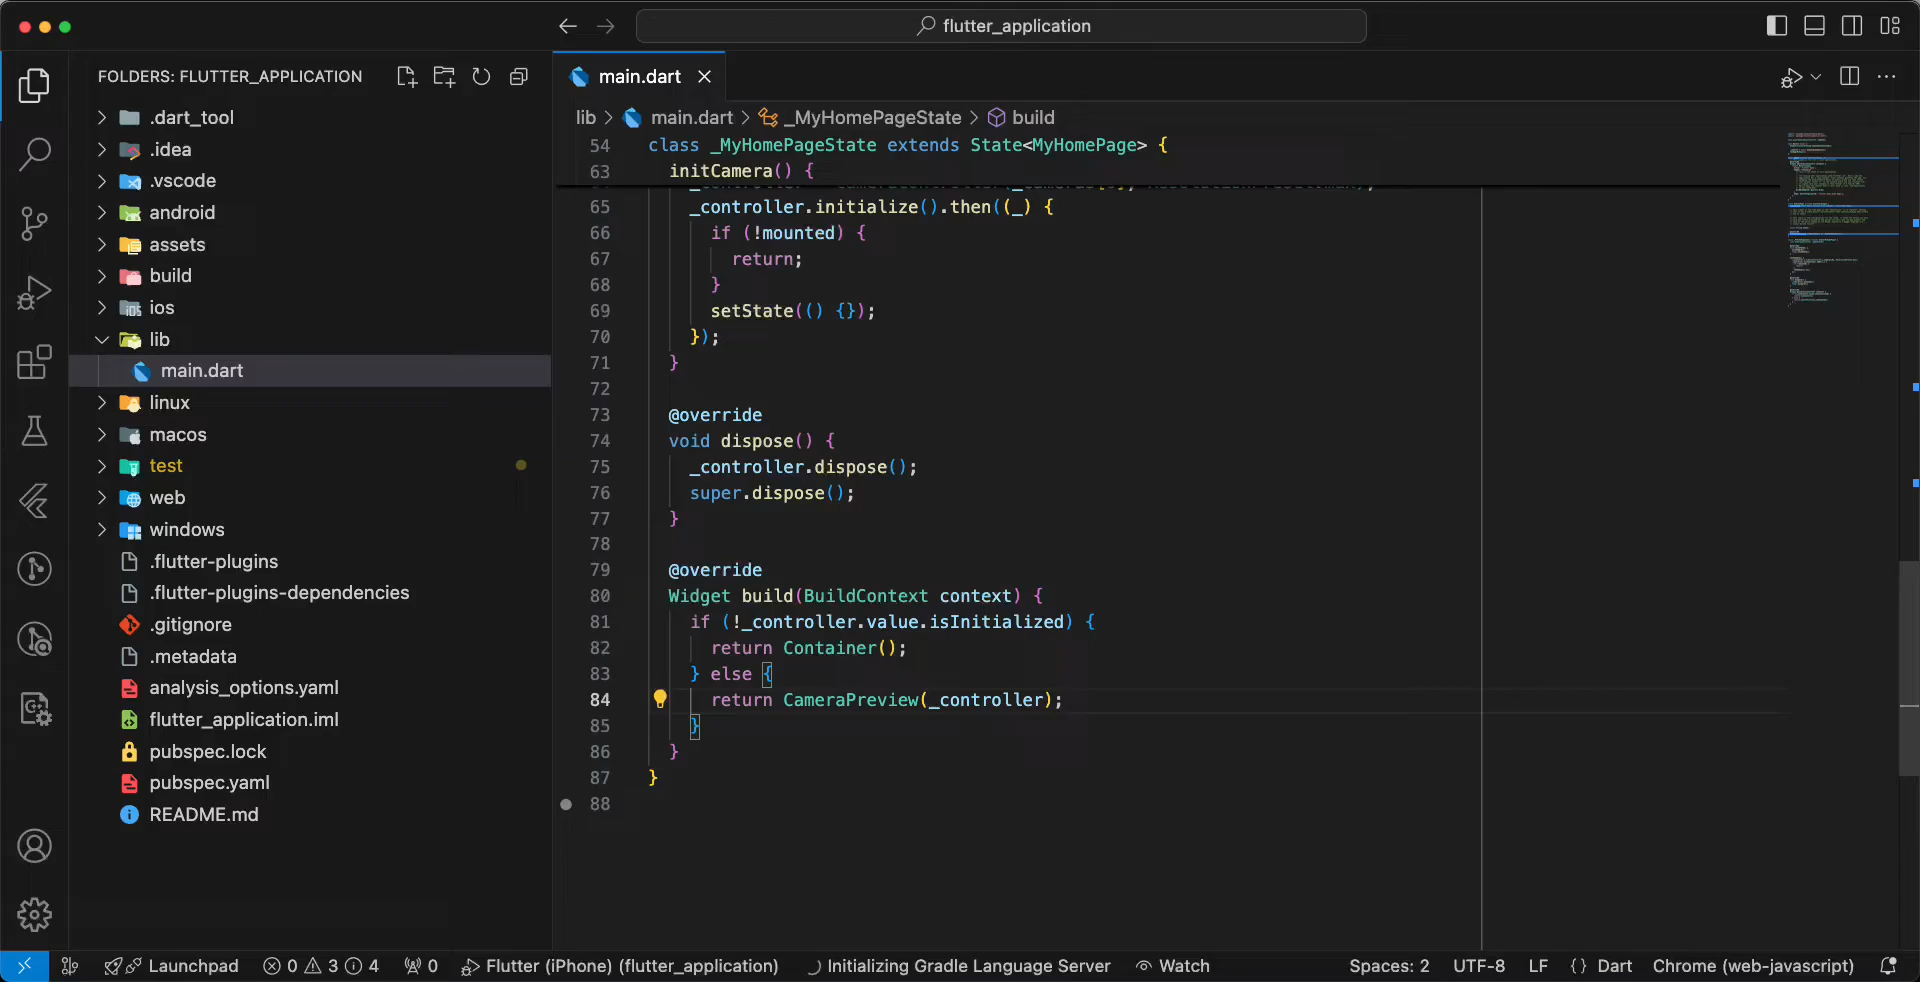 flutter_application
FOLDERS: FLUTTER_APPLICATION
.dart_tool
.idea
.vscode
android
assets
build
ios
lib
main.dart
linux
macos
test
web
windows
.flutter-plugins
.flutter-plugins-dependencies
.gitignore
.metadata
analysis_options.yaml
flutter_application.iml
pubspec.lock
pubspec.yaml
README.md
main.dart
lib > main.dart > _MyHomePageState > build
54 class _MyHomePageState extends State<MyHomePage> {
63 initCamera() {
65 _controller.initialize().then((_) {
66 if (!mounted) {
67 return;
68 }
69 setState(() {});
70 });
71 }
72
73 @override
74 void dispose() {
75 _controller.dispose();
76 super.dispose();
77 }
78
79 @override
80 Widget build(BuildContext context) {
81 if (!_controller.value.isInitialized) {
82 return Container();
83 } else {
84 return CameraPreview(_controller);
85 }
86 }
87 }
88
Launchpad 0 3 4 0 Flutter (iPhone) (flutter_application) Initializing Gradle Language Server Watch Spaces: 2 UTF-8 LF {} Dart Chrome (web-javascript)